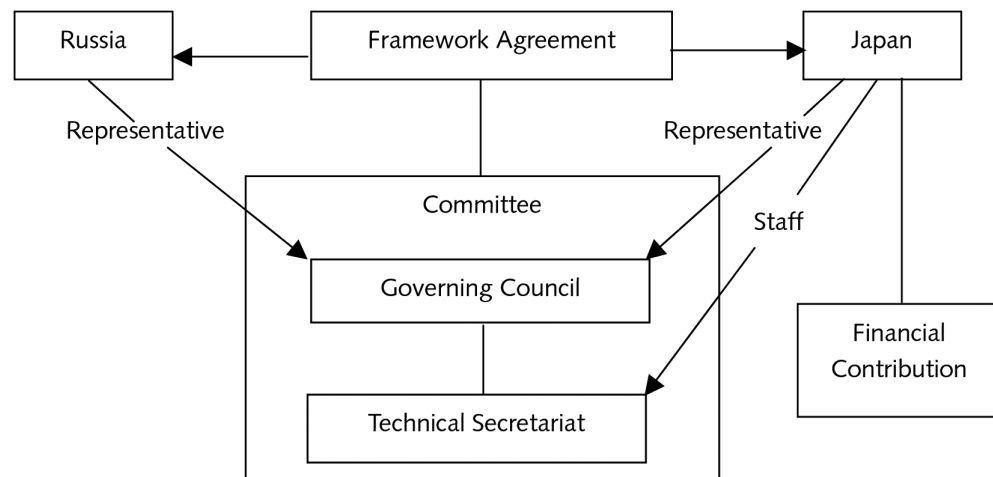 Russia
Framework Agreement
Japan
Representative
Representative
Committee
Staff
Governing Council
Financial
Contribution
Technical Secretariat